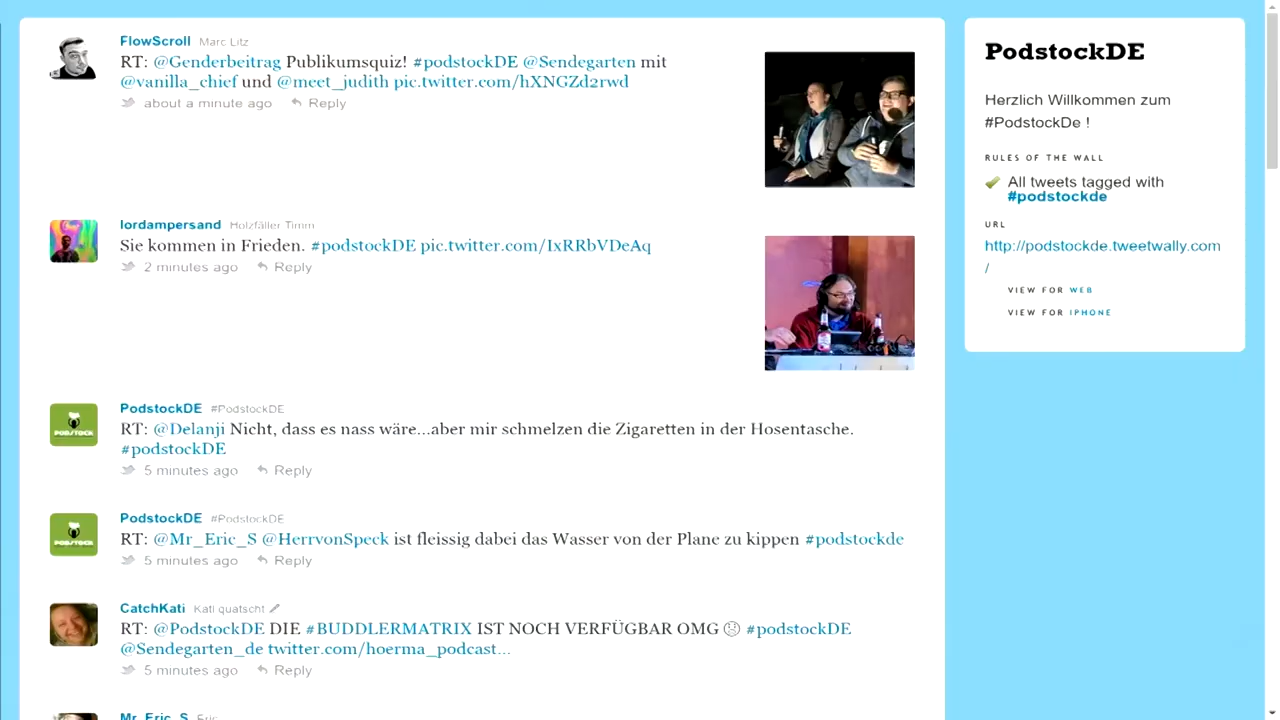 FlowScroll Marc Litz
RT: @Genderbeitrag Publikumsquiz! #podstockDE @Sendegarten mit
@vanilla_chief und @meet_judith pic.twitter.com/hXNGZd2rwd
about a minute ago Reply
lordampersand Holzfäller Timm
Sie kommen in Frieden. #podstockDE pic.twitter.com/IxRRbVDeAq
2 minutes ago Reply
PODSTOCK
PodstockDE #PodstockDE
RT: @Delanji Nicht, dass es nass wäre...aber mir schmelzen die Zigaretten in der Hosentasche.
#podstockDE
5 minutes ago Reply
PODSTOCK
PodstockDE #PodstockDE
RT: @Mr_Eric_S @HerrvonSpeck ist fleissig dabei das Wasser von der Plane zu kippen #podstockde
5 minutes ago Reply
CatchKati Kati quatscht
RT: @PodstockDE DIE #BUDDLERMATRIX IST NOCH VERFÜGBAR OMG #podstockDE
@Sendegarten_de twitter.com/hoerma_podcast...
5 minutes ago Reply
Mr_Eric_S Eric
PodstockDE
Herzlich Willkommen zum
#PodstockDe !
RULES OF THE WALL
All tweets tagged with
#podstockde
URL
http://podstockde.tweetwally.com
/
VIEW FOR WEB
VIEW FOR IPHONE